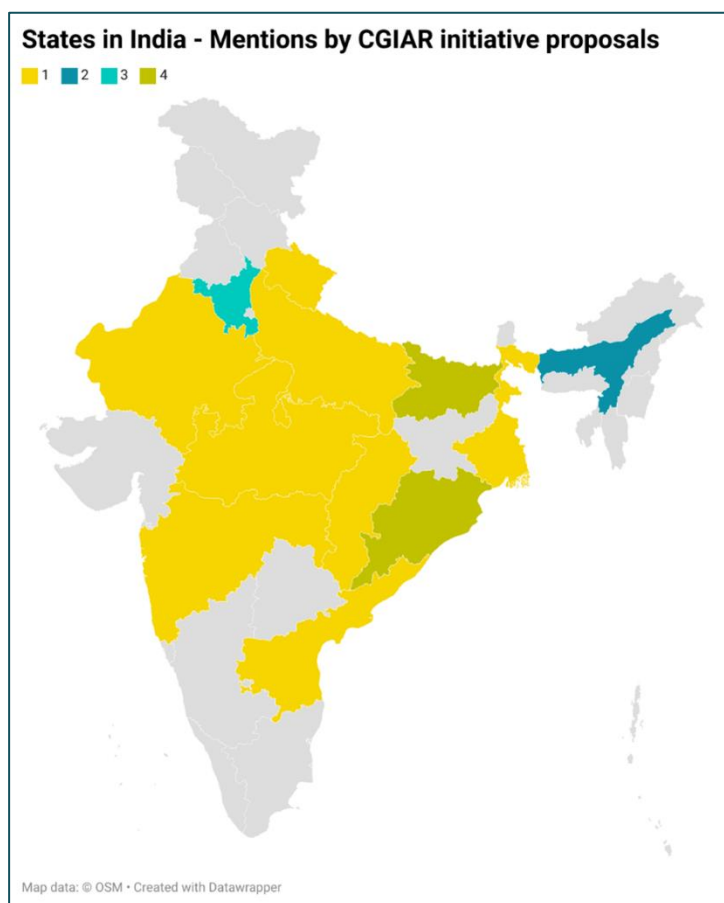 States in India - Mentions by CGIAR initiative proposals
1 2 3 4
Map data: © OSM • Created with Datawrapper